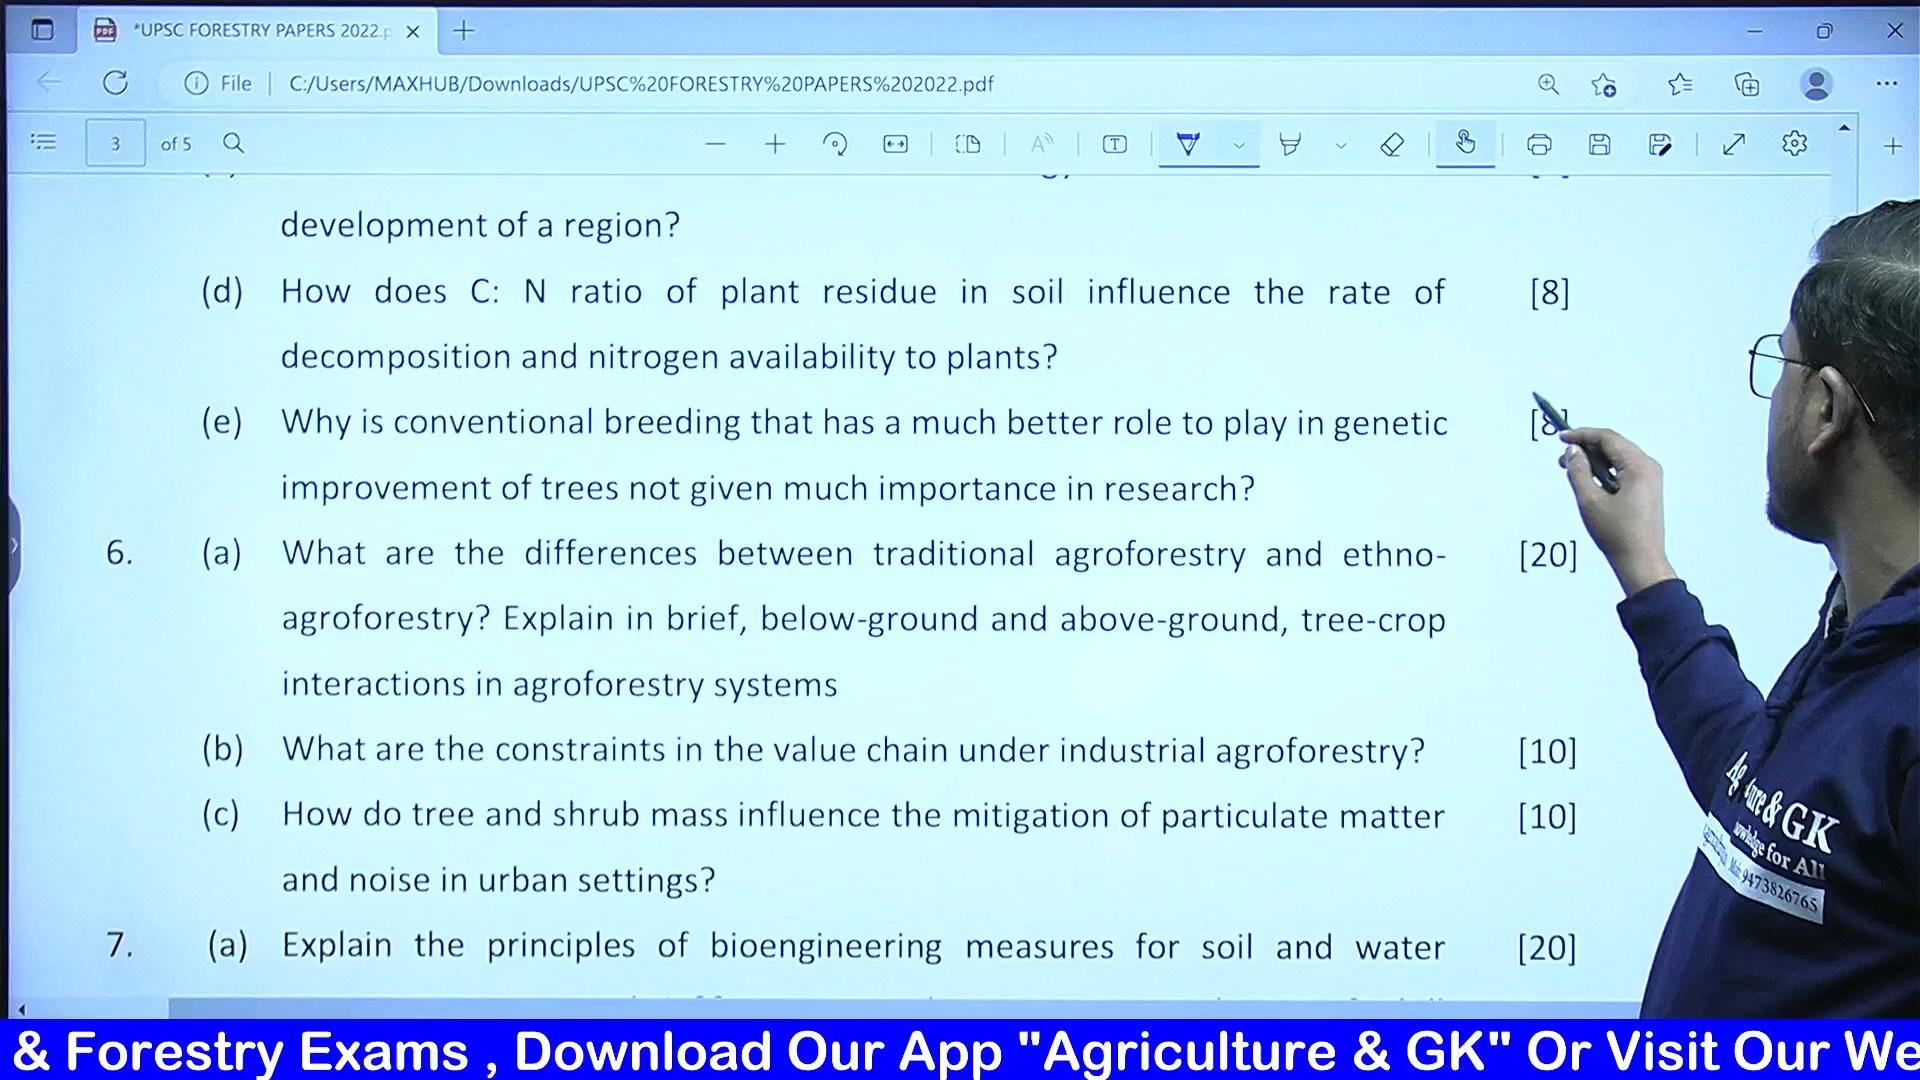 *UPSC FORESTRY PAPERS 2022.p
File C:/Users/MAXHUB/Downloads/UPSC%20FORESTRY%20PAPERS%202022.pdf
3 of 5
development of a region?
(d) How does C: N ratio of plant residue in soil influence the rate of [8]
decomposition and nitrogen availability to plants?
(e) Why is conventional breeding that has a much better role to play in genetic [8]
improvement of trees not given much importance in research?
6. (a) What are the differences between traditional agroforestry and ethno- [20]
agroforestry? Explain in brief, below-ground and above-ground, tree-crop
interactions in agroforestry systems
(b) What are the constraints in the value chain under industrial agroforestry? [10]
(c) How do tree and shrub mass influence the mitigation of particulate matter [10]
and noise in urban settings?
7. (a) Explain the principles of bioengineering measures for soil and water [20]
&GK
for All
9473826765
& Forestry Exams , Download Our App "Agriculture & GK" Or Visit Our We